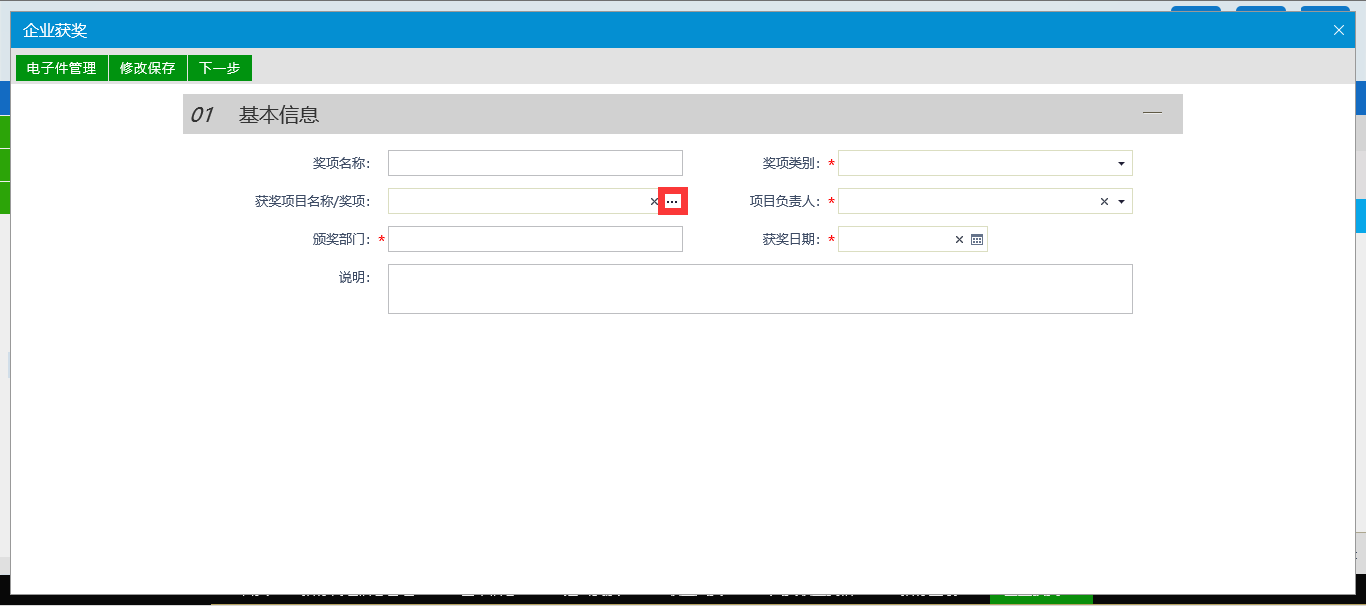 企业获奖
电子件管理 修改保存 下一步
01 基本信息
奖项名称: 奖项类别: *
获奖项目名称/奖项: 项目负责人: *
颁奖部门: * 获奖日期: *
说明: